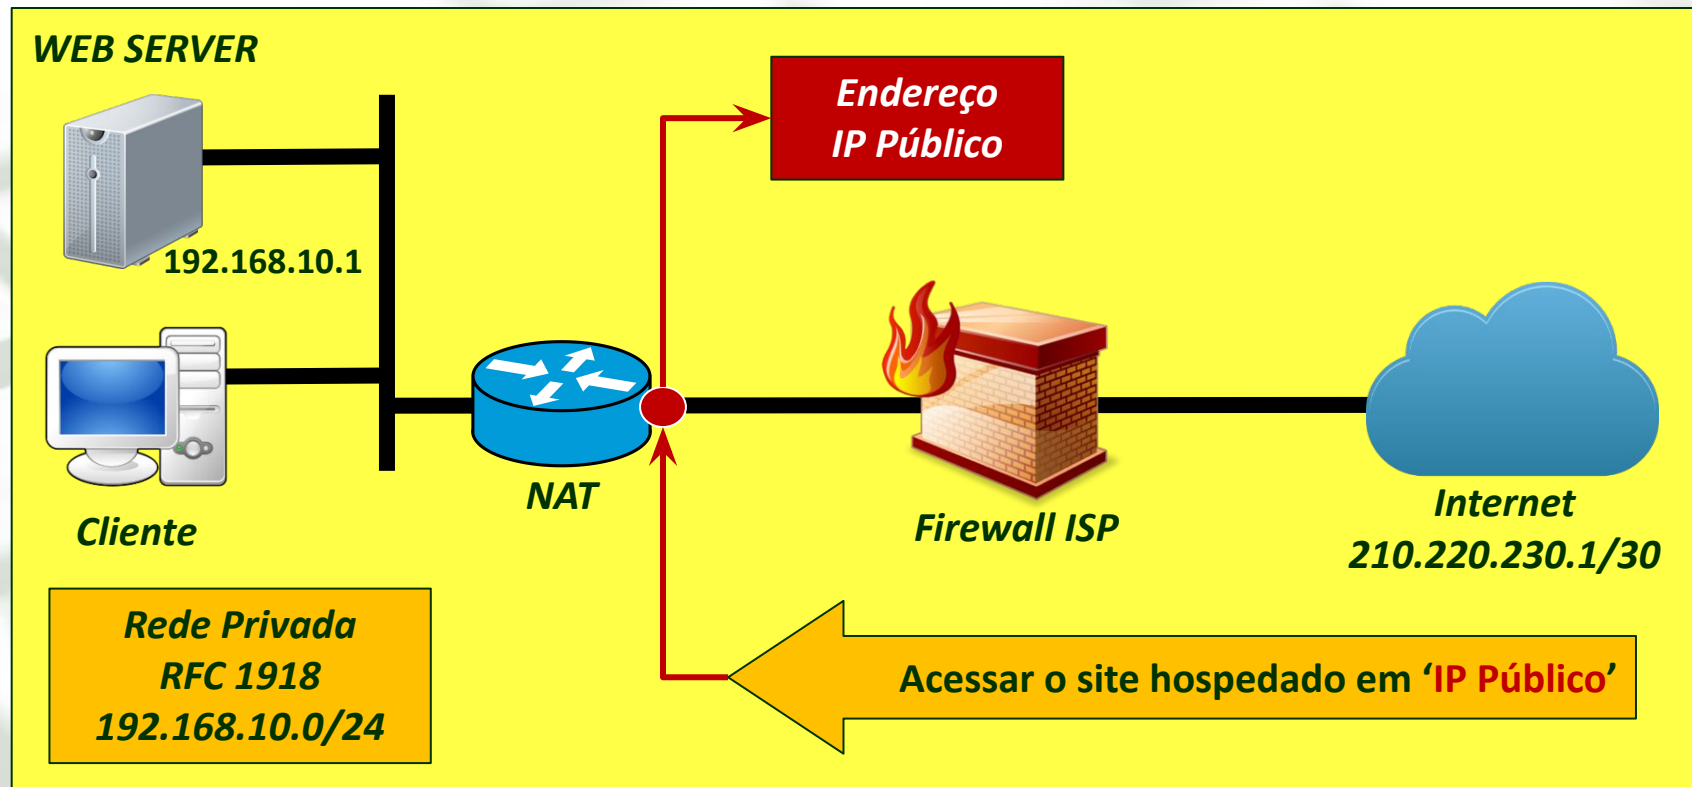 WEB SERVER
Endereço
IP Público
192.168.10.1
NAT
Cliente
Firewall ISP
Internet
210.220.230.1/30
Rede Privada
RFC 1918
192.168.10.0/24
Acessar o site hospedado em ‘IP Público’